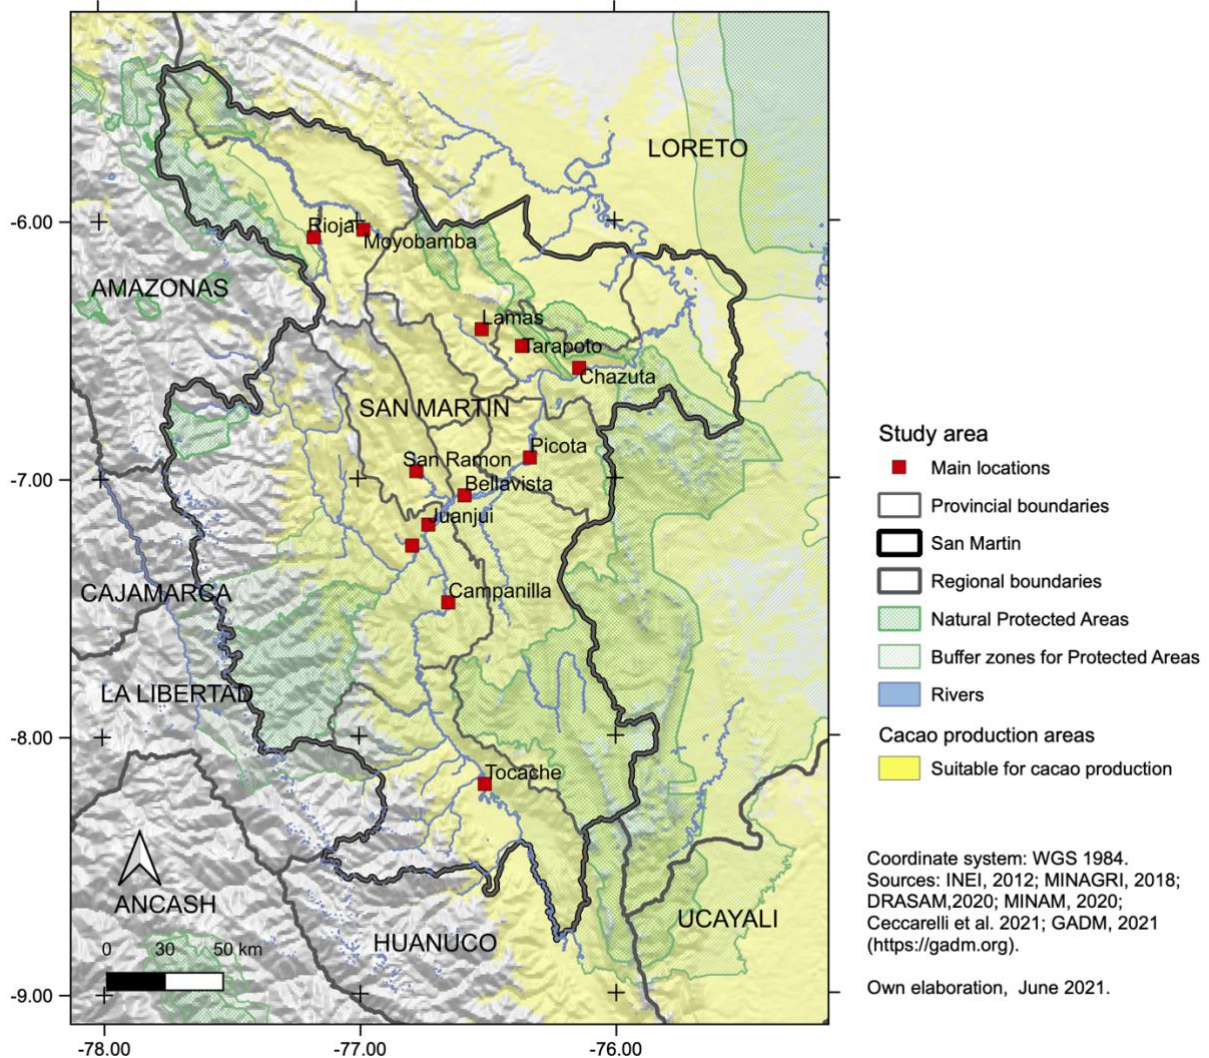 LORETO
-6.00
Rioja
Moyobamba
AMAZONAS
Lamas
Tarapoto
Chazuta
SAN MARTIN
Picota
San Ramon
-7.00
Bellavista
Juanjui
CAJAMARCA
Campanilla
LA LIBERTAD
-8.00
Tocache
ANCASH
UCAYALI
HUANUCO
0 30 50 km
-9.00
-78.00 -77.00 -76.00
Study area
Main locations
Provincial boundaries
San Martin
Regional boundaries
Natural Protected Areas
Buffer zones for Protected Areas
Rivers
Cacao production areas
Suitable for cacao production
Coordinate system: WGS 1984.
Sources: INEI, 2012; MINAGRI, 2018;
DRASAM,2020; MINAM, 2020;
Ceccarelli et al. 2021; GADM, 2021
(https://gadm.org).
Own elaboration, June 2021.